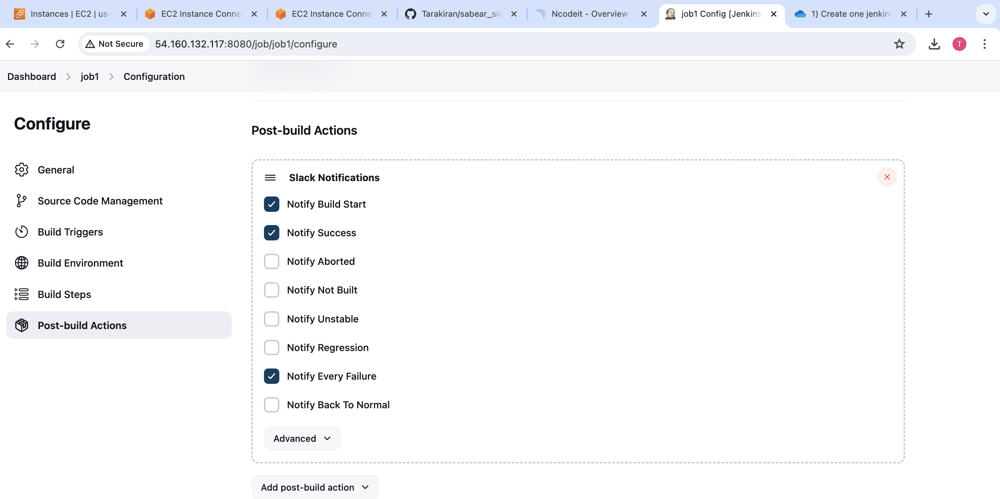 Instances | EC2 | us-
EC2 Instance Conne
EC2 Instance Conne
Tarakiran/sabear_sim
Ncodeit - Overview
job1 Config [Jenkins
1) Create one jenkins
Not Secure
54.160.132.117:8080/job/job1/configure
T
Dashboard
job1
Configuration
Configure
General
Source Code Management
Build Triggers
Build Environment
Build Steps
Post-build Actions
Post-build Actions
Slack Notifications
Notify Build Start
Notify Success
Notify Aborted
Notify Not Built
Notify Unstable
Notify Regression
Notify Every Failure
Notify Back To Normal
Advanced
Add post-build action